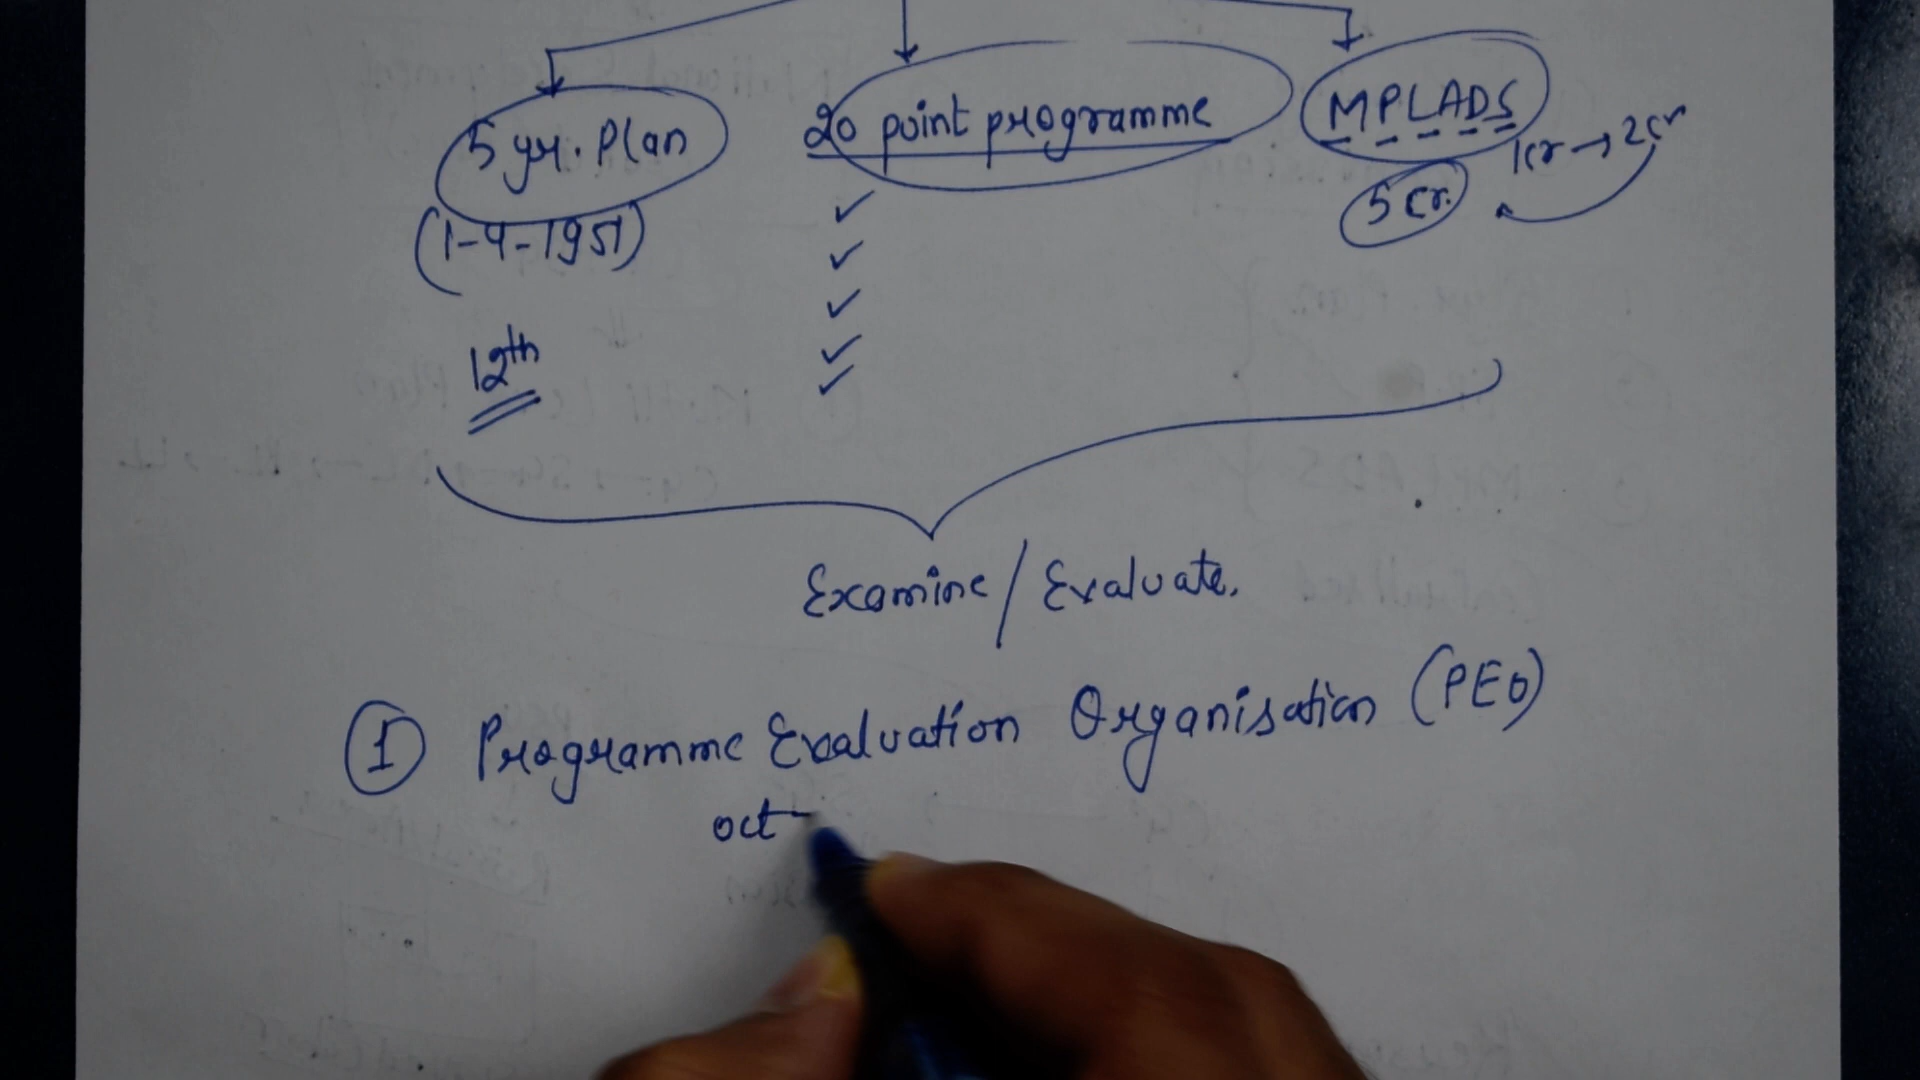 5 yr. Plan
20 point programme
MPLADS
1cr → 2cr
5 Cr.
(1-4-1951)
12th
Examine / Evaluate.
1 Programme Evaluation Organisation (PEO)
oct -